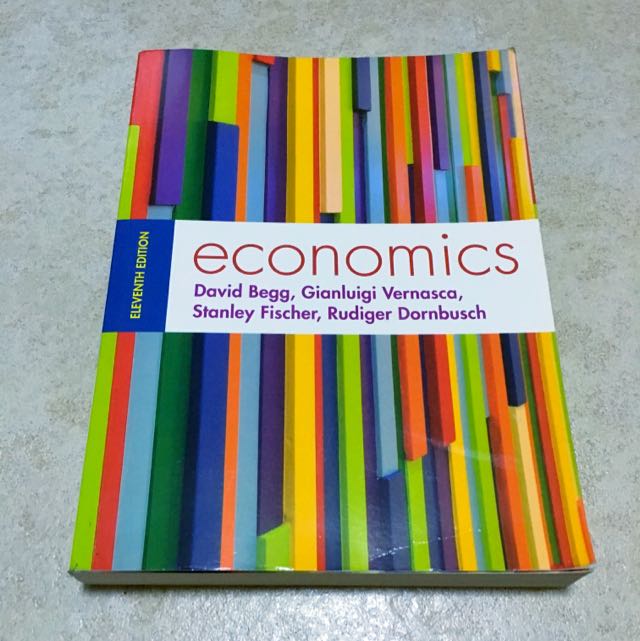 ELEVENTH EDITION
economics
David Begg, Gianluigi Vernasca,
Stanley Fischer, Rudiger Dornbusch